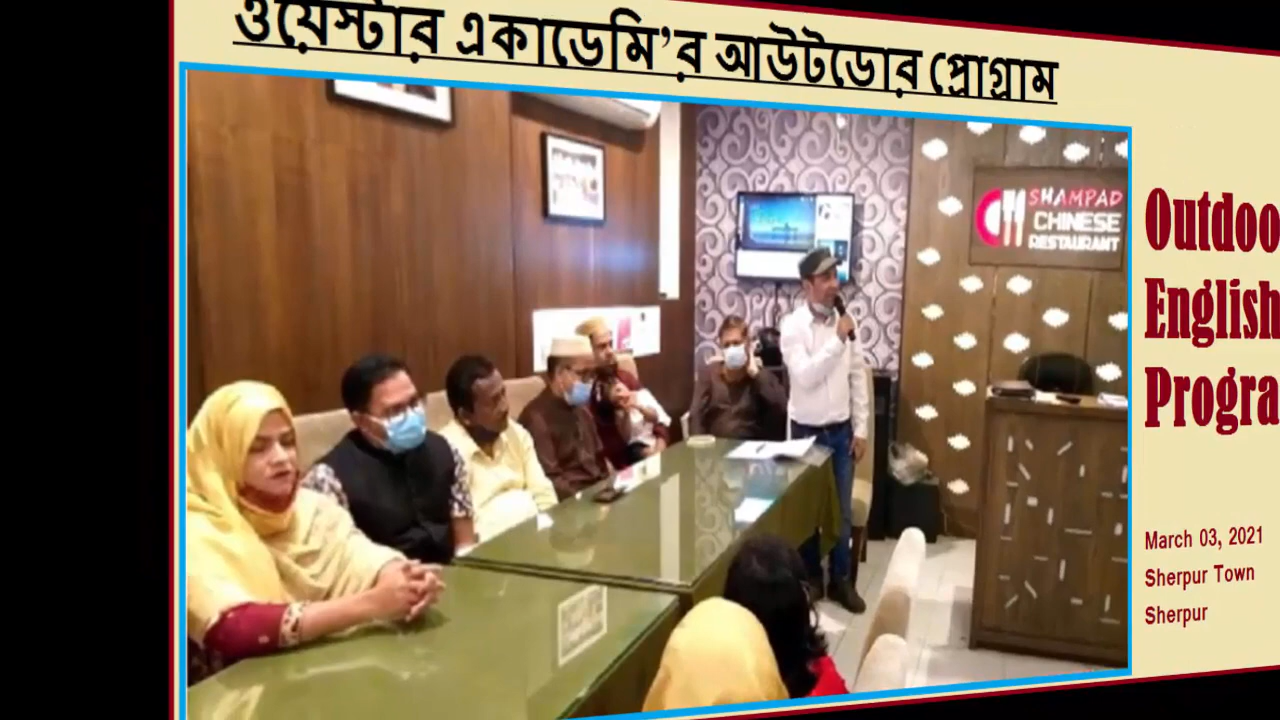 ওয়েস্টার একাডেমি'র আউটডোর প্রোগ্রাম
SHAMPAD
CHINESE
RESTAURANT
Outdoo
English
Progra
March 03, 2021
Sherpur Town
Sherpur